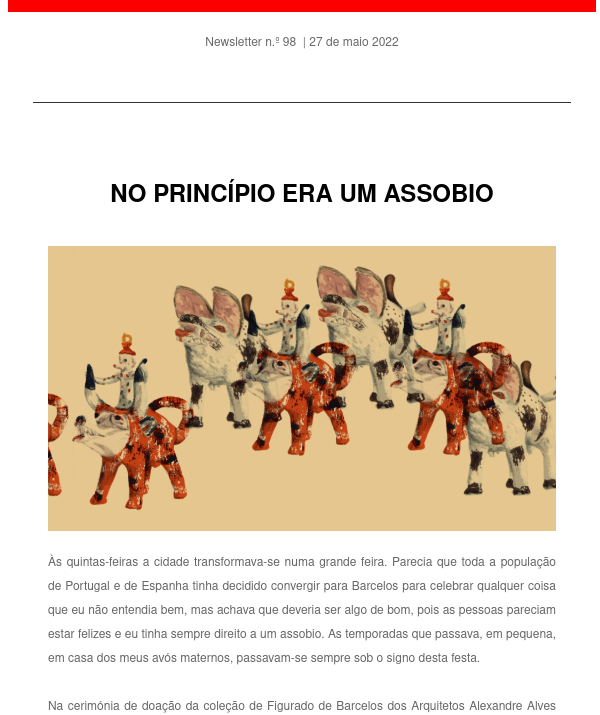 Newsletter n.º 98 | 27 de maio 2022
NO PRINCÍPIO ERA UM ASSOBIO
Às quintas-feiras a cidade transformava-se numa grande feira. Parecia que toda a população
de Portugal e de Espanha tinha decidido convergir para Barcelos para celebrar qualquer coisa
que eu não entendia bem, mas achava que deveria ser algo de bom, pois as pessoas pareciam
estar felizes e eu tinha sempre direito a um assobio. As temporadas que passava, em pequena,
em casa dos meus avós maternos, passavam-se sempre sob o signo desta festa.
Na cerimónia de doação da coleção de Figurado de Barcelos dos Arquitetos Alexandre Alves